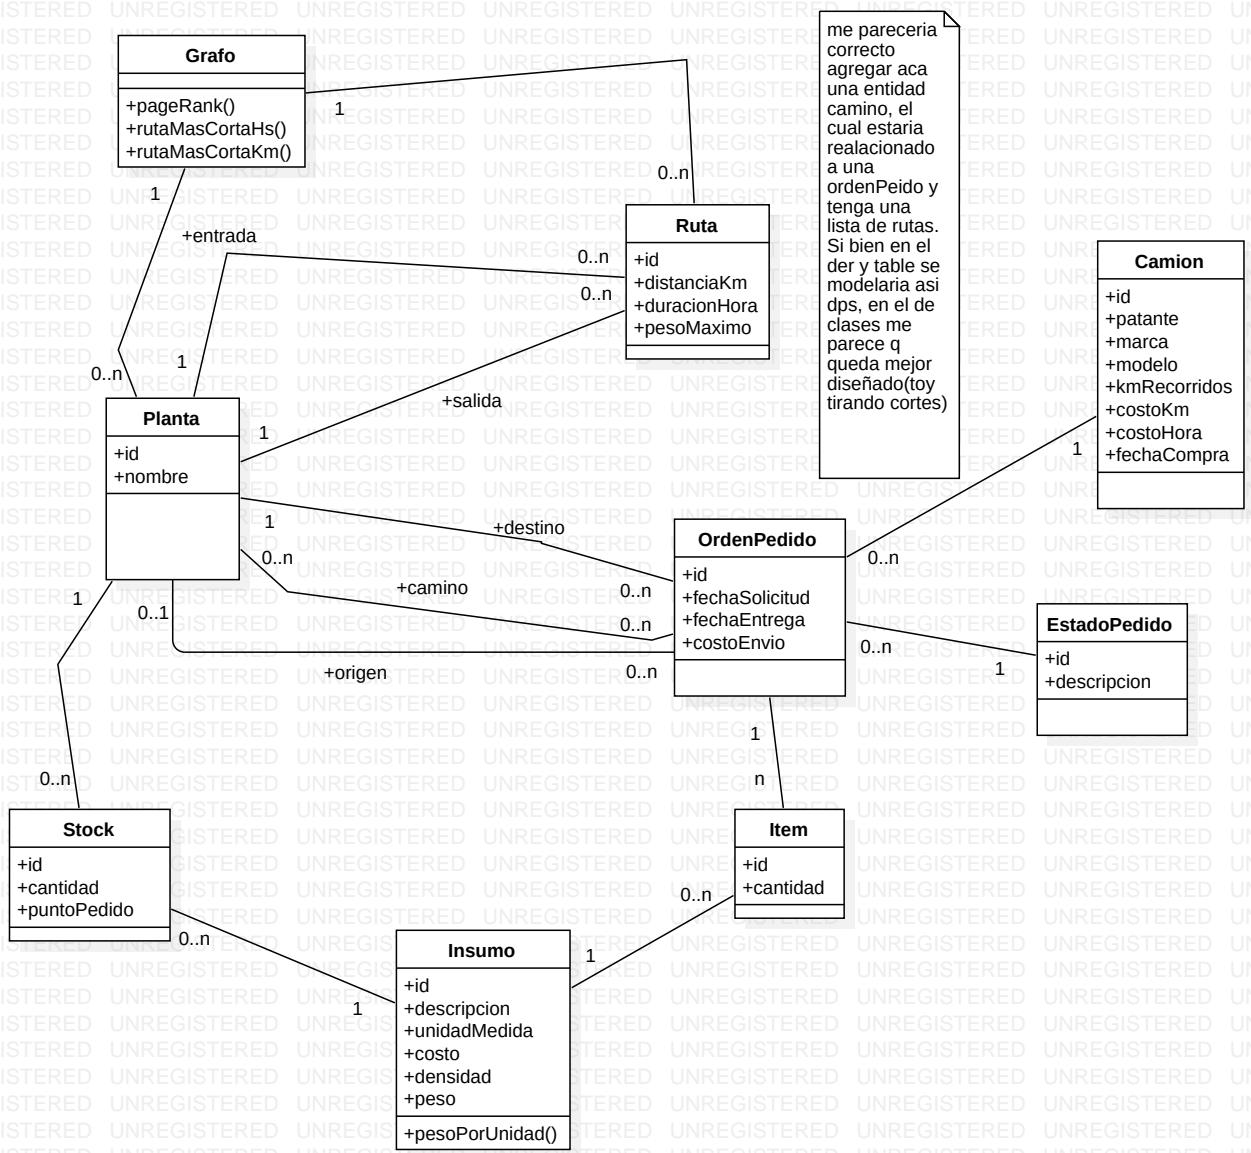 Grafo
+pageRank()
+rutaMasCortaHs()
+rutaMasCortaKm()
1
0..n
1
0..n
+entrada
0..n
1
0..n
+salida
1
Ruta
+id
+distanciaKm
+duracionHora
+pesoMaximo
me pareceria
correcto
agregar aca
una entidad
camino, el
cual estaria
realacionado
a una
ordenPeido y
tenga una
lista de rutas.
Si bien en el
der y table se
modelaria asi
dps, en el de
clases me
parece q
queda mejor
diseñado(toy
tirando cortes)
Camion
+id
+patante
+marca
+modelo
+kmRecorridos
+costoKm
+costoHora
+fechaCompra
1
0..n
Planta
+id
+nombre
1
+destino
0..n
0..n
+camino
0..n
0..1
+origen
0..n
OrdenPedido
+id
+fechaSolicitud
+fechaEntrega
+costoEnvio
0..n
1
EstadoPedido
+id
+descripcion
1
0..n
1
n
Stock
+id
+cantidad
+puntoPedido
0..n
1
Item
+id
+cantidad
0..n
1
Insumo
+id
+descripcion
+unidadMedida
+costo
+densidad
+peso
+pesoPorUnidad()
UNREGISTERED